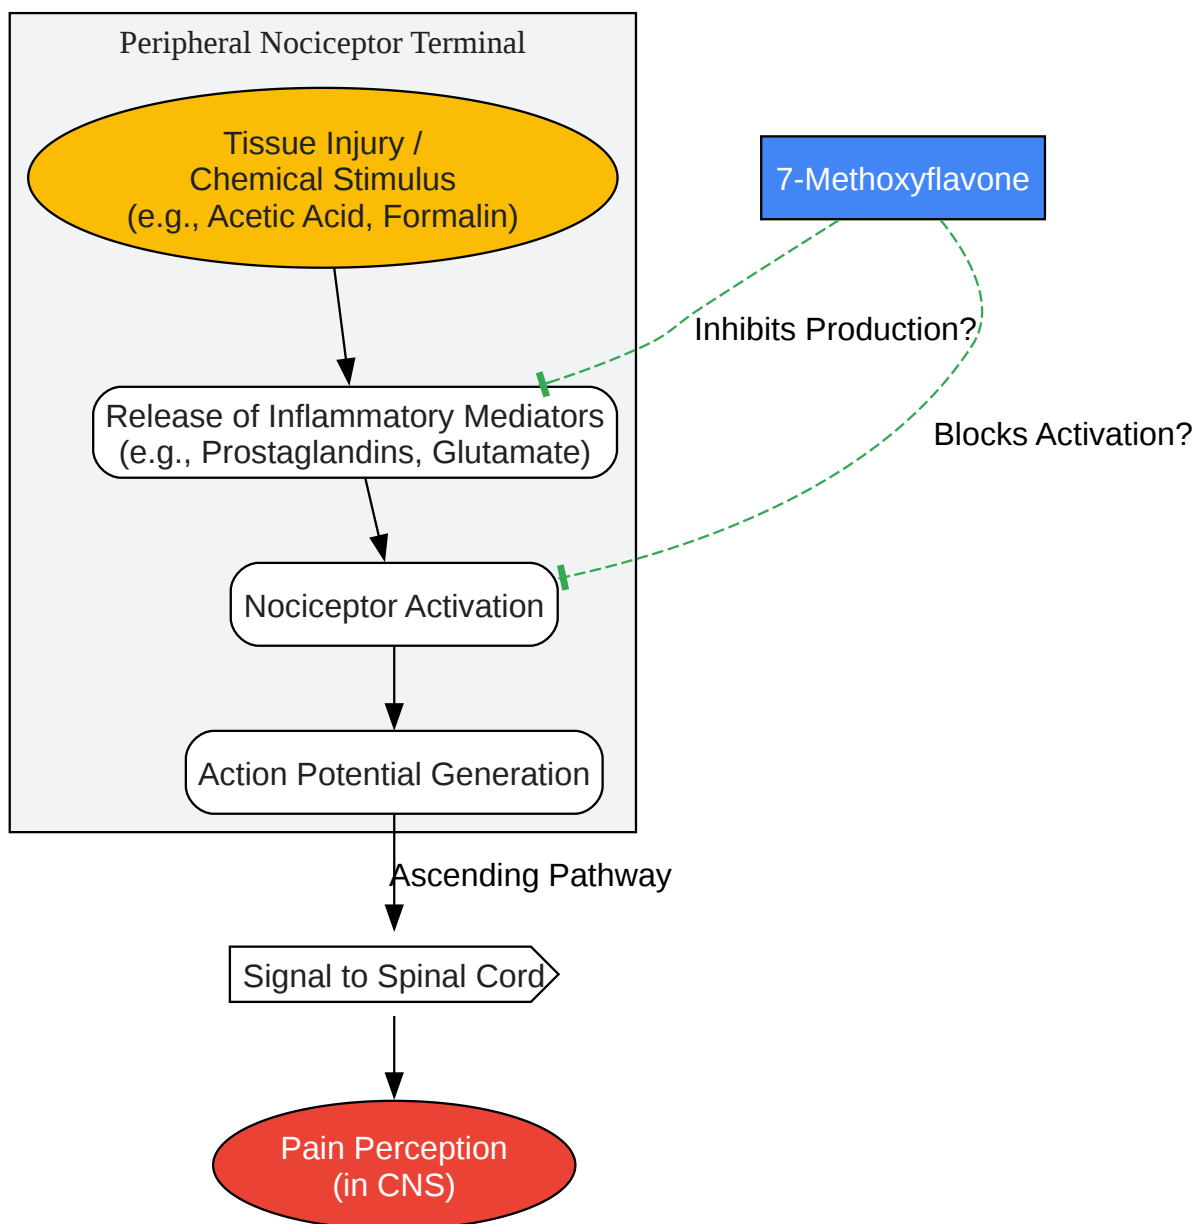 Peripheral Nociceptor Terminal
Tissue Injury /
Chemical Stimulus
(e.g., Acetic Acid, Formalin)
7-Methoxyflavone
Inhibits Production?
Release of Inflammatory Mediators
(e.g., Prostaglandins, Glutamate)
Blocks Activation?
Nociceptor Activation
Action Potential Generation
Ascending Pathway
Signal to Spinal Cord
Pain Perception
(in CNS)